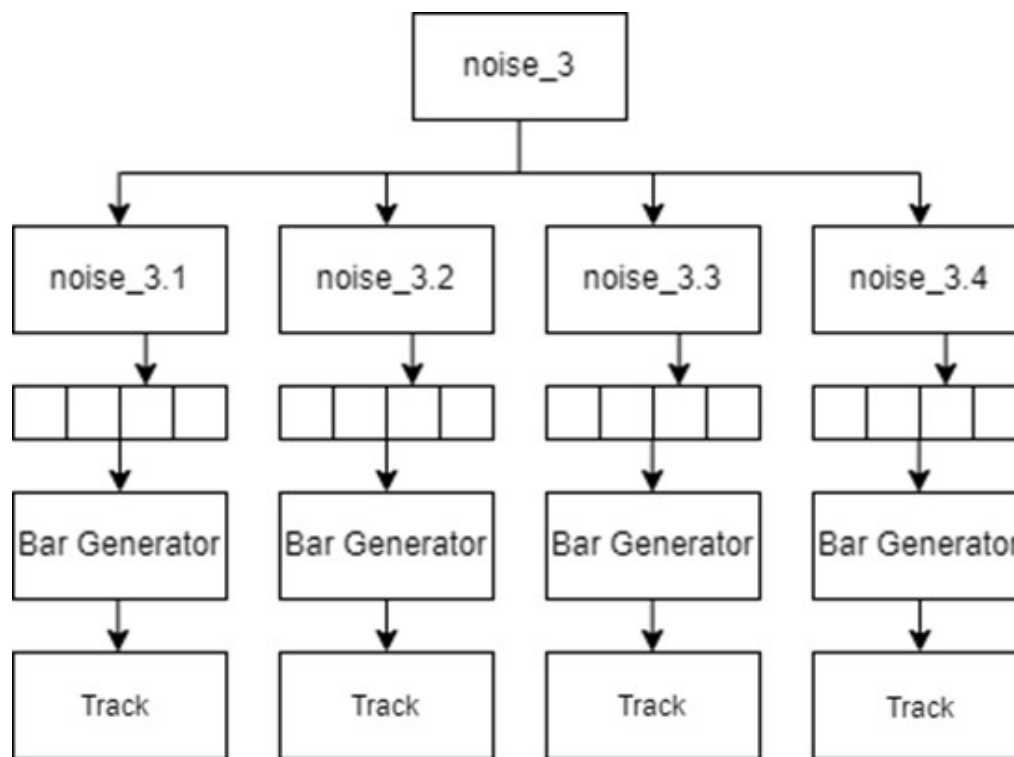 noise_3
noise_3.1 noise_3.2 noise_3.3 noise_3.4
Bar Generator Bar Generator Bar Generator Bar Generator
Track Track Track Track